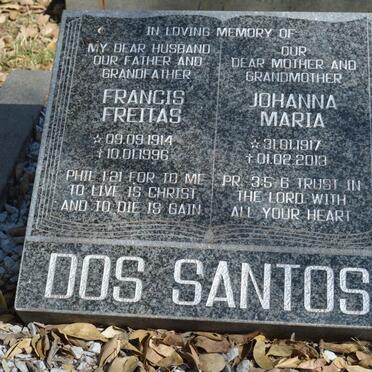 IN LOVING MEMORY OF
MY DEAR HUSBAND
OUR FATHER AND
GRANDFATHER
FRANCIS
FREITAS
☆ 09.09.1914
✝ 10.01.1996
PHIL 1:21 FOR TO ME
TO LIVE IS CHRIST
AND TO DIE IS GAIN
OUR
DEAR MOTHER AND
GRANDMOTHER
JOHANNA
MARIA
☆ 31.01.1917
✝ 01.02.2013
PR. 3:5-6 TRUST IN
THE LORD WITH
ALL YOUR HEART
DOS SANTOS